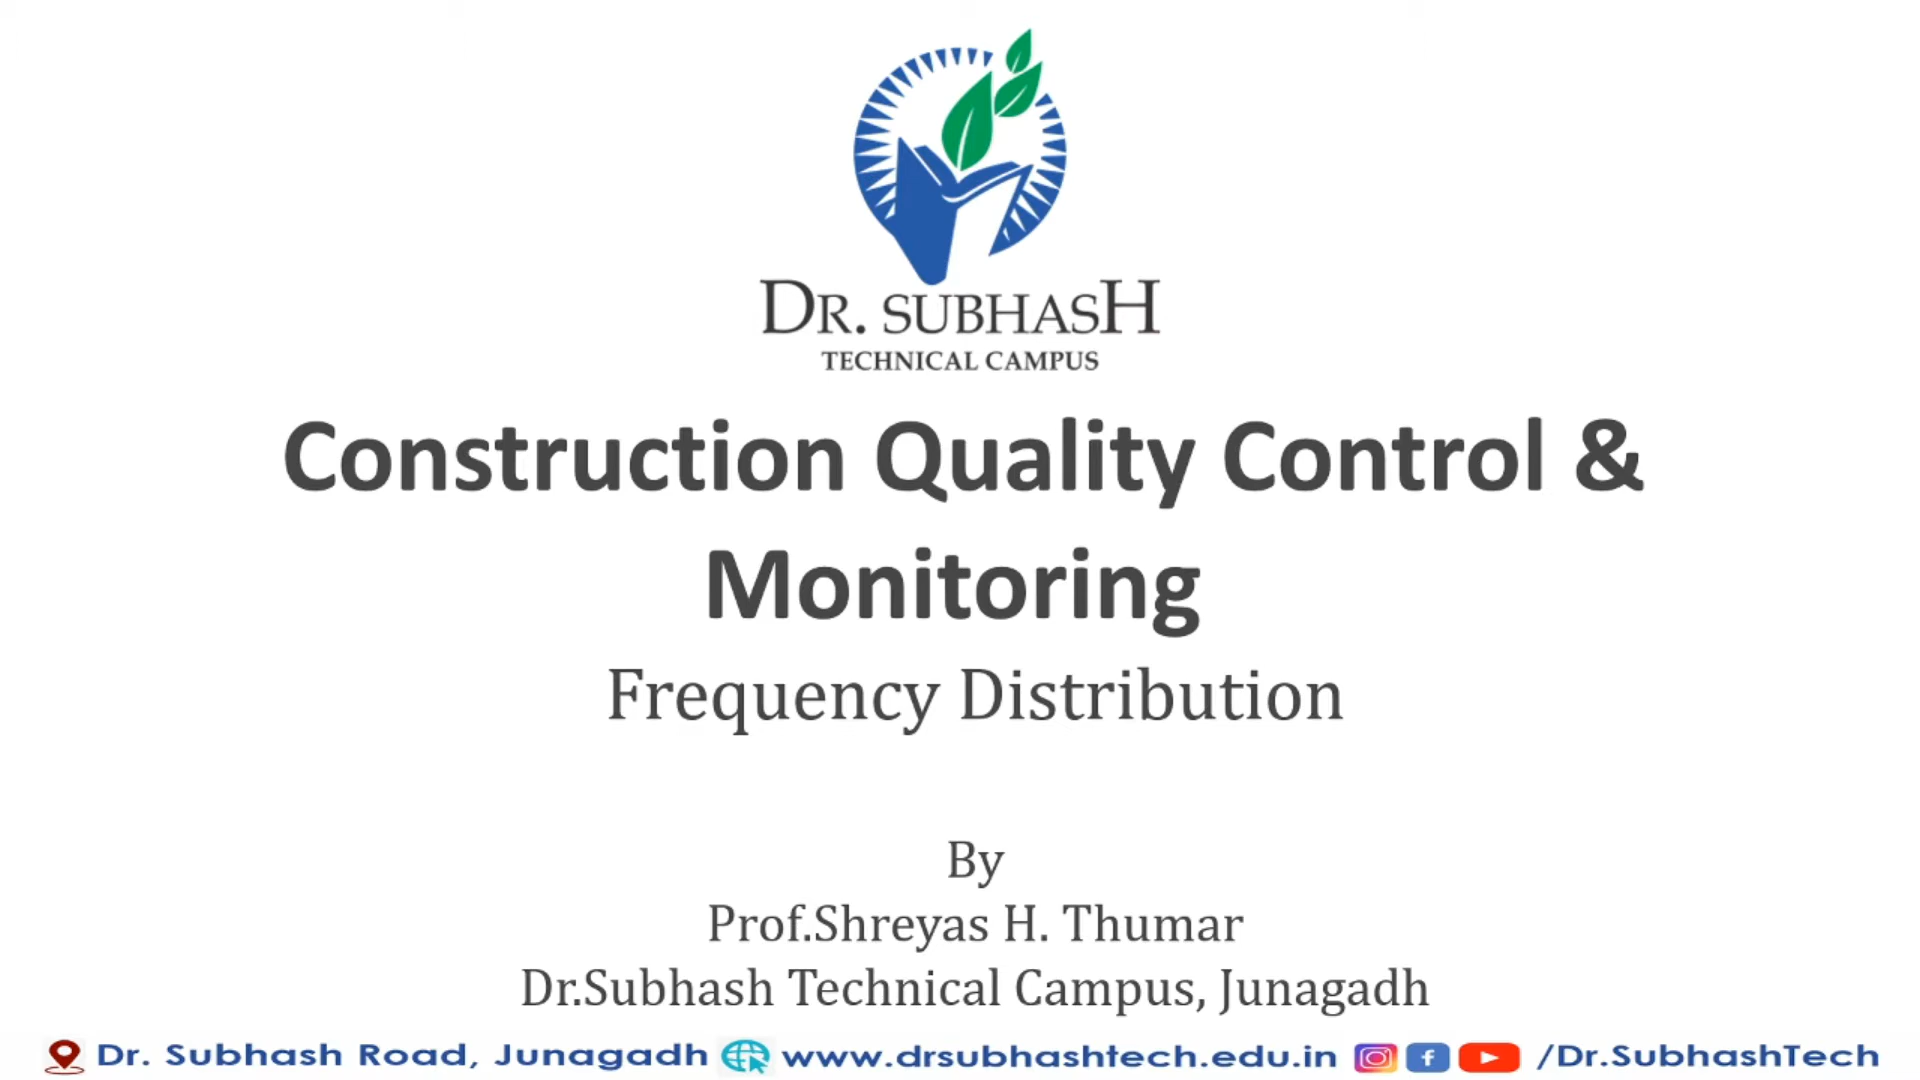 DR. SUBHASH
TECHNICAL CAMPUS
Construction Quality Control &
Monitoring
Frequency Distribution
By
Prof.Shreyas H. Thumar
Dr.Subhash Technical Campus, Junagadh
Dr. Subhash Road, Junagadh www.drsubhashtech.edu.in /Dr.SubhashTech